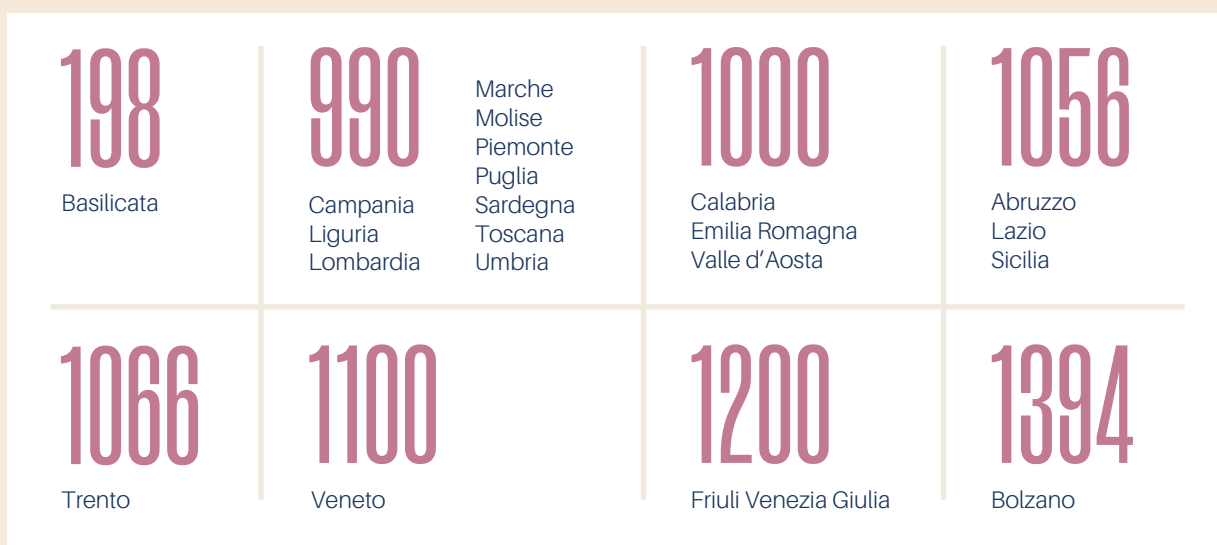 198
Basilicata
990
Campania
Liguria
Lombardia
Marche
Molise
Piemonte
Puglia
Sardegna
Toscana
Umbria
1000
Calabria
Emilia Romagna
Valle d’Aosta
1056
Abruzzo
Lazio
Sicilia
1066
Trento
1100
Veneto
1200
Friuli Venezia Giulia
1394
Bolzano